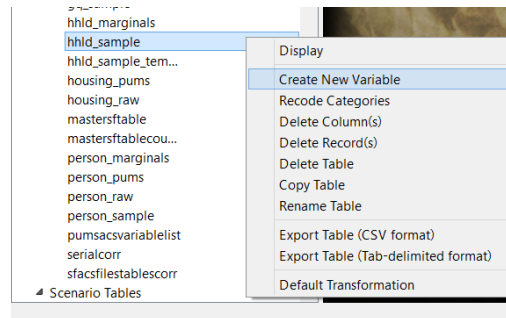 hhld_marginals
hhld_sample
hhld_sample_tem...
housing_pums
housing_raw
mastersftable
mastersftablecou...
person_marginals
person_pums
person_raw
person_sample
pumsacsvariablelist
serialcorr
sfacsfilestablescorr
Scenario Tables
Display
Create New Variable
Recode Categories
Delete Column(s)
Delete Record(s)
Delete Table
Copy Table
Rename Table
Export Table (CSV format)
Export Table (Tab-delimited format)
Default Transformation